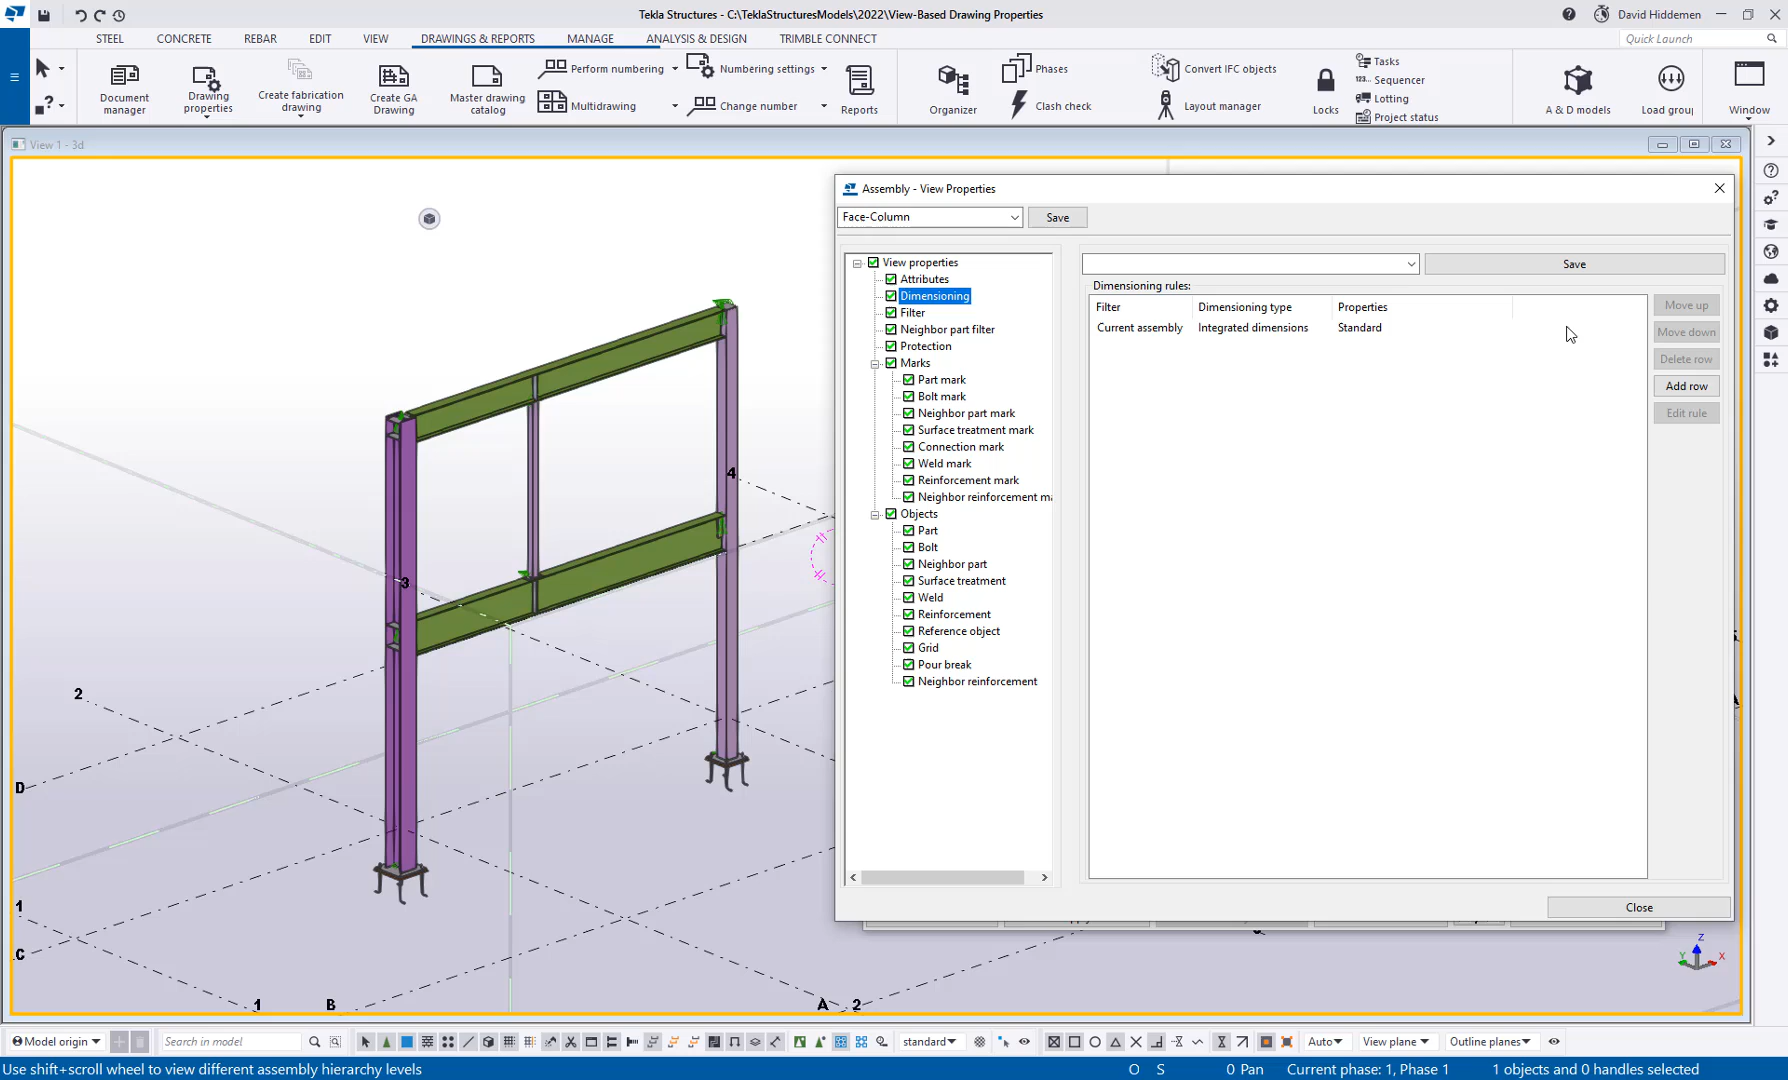 Tekla Structures - C:\TeklaStructuresModels\2022\View-Based Drawing Properties
David Hiddemen
STEEL CONCRETE REBAR EDIT VIEW DRAWINGS & REPORTS MANAGE ANALYSIS & DESIGN TRIMBLE CONNECT
Quick Launch
Document manager
Drawing properties
Create fabrication drawing
Create GA Drawing
Master drawing catalog
Perform numbering
Multidrawing
Numbering settings
Change number
Reports
Organizer
Phases
Clash check
Convert IFC objects
Layout manager
Locks
Tasks
Sequencer
Lotting
Project status
A & D models
Load group
Window
View 1 - 3d
Assembly - View Properties
Face-Column
Save
View properties
Attributes
Dimensioning
Filter
Neighbor part filter
Protection
Marks
Part mark
Bolt mark
Neighbor part mark
Surface treatment mark
Connection mark
Weld mark
Reinforcement mark
Neighbor reinforcement ma
Objects
Part
Bolt
Neighbor part
Surface treatment
Weld
Reinforcement
Reference object
Grid
Pour break
Neighbor reinforcement
Save
Dimensioning rules:
Filter Dimensioning type Properties
Current assembly Integrated dimensions Standard
Move up
Move down
Delete row
Add row
Edit rule
Close
4
3
2
D
1
C
1
B
A
2
Z
Y
X
Model origin
Search in model
standard
Auto
View plane
Outline planes
Use shift+scroll wheel to view different assembly hierarchy levels
O S 0 Pan Current phase: 1, Phase 1 1 objects and 0 handles selected